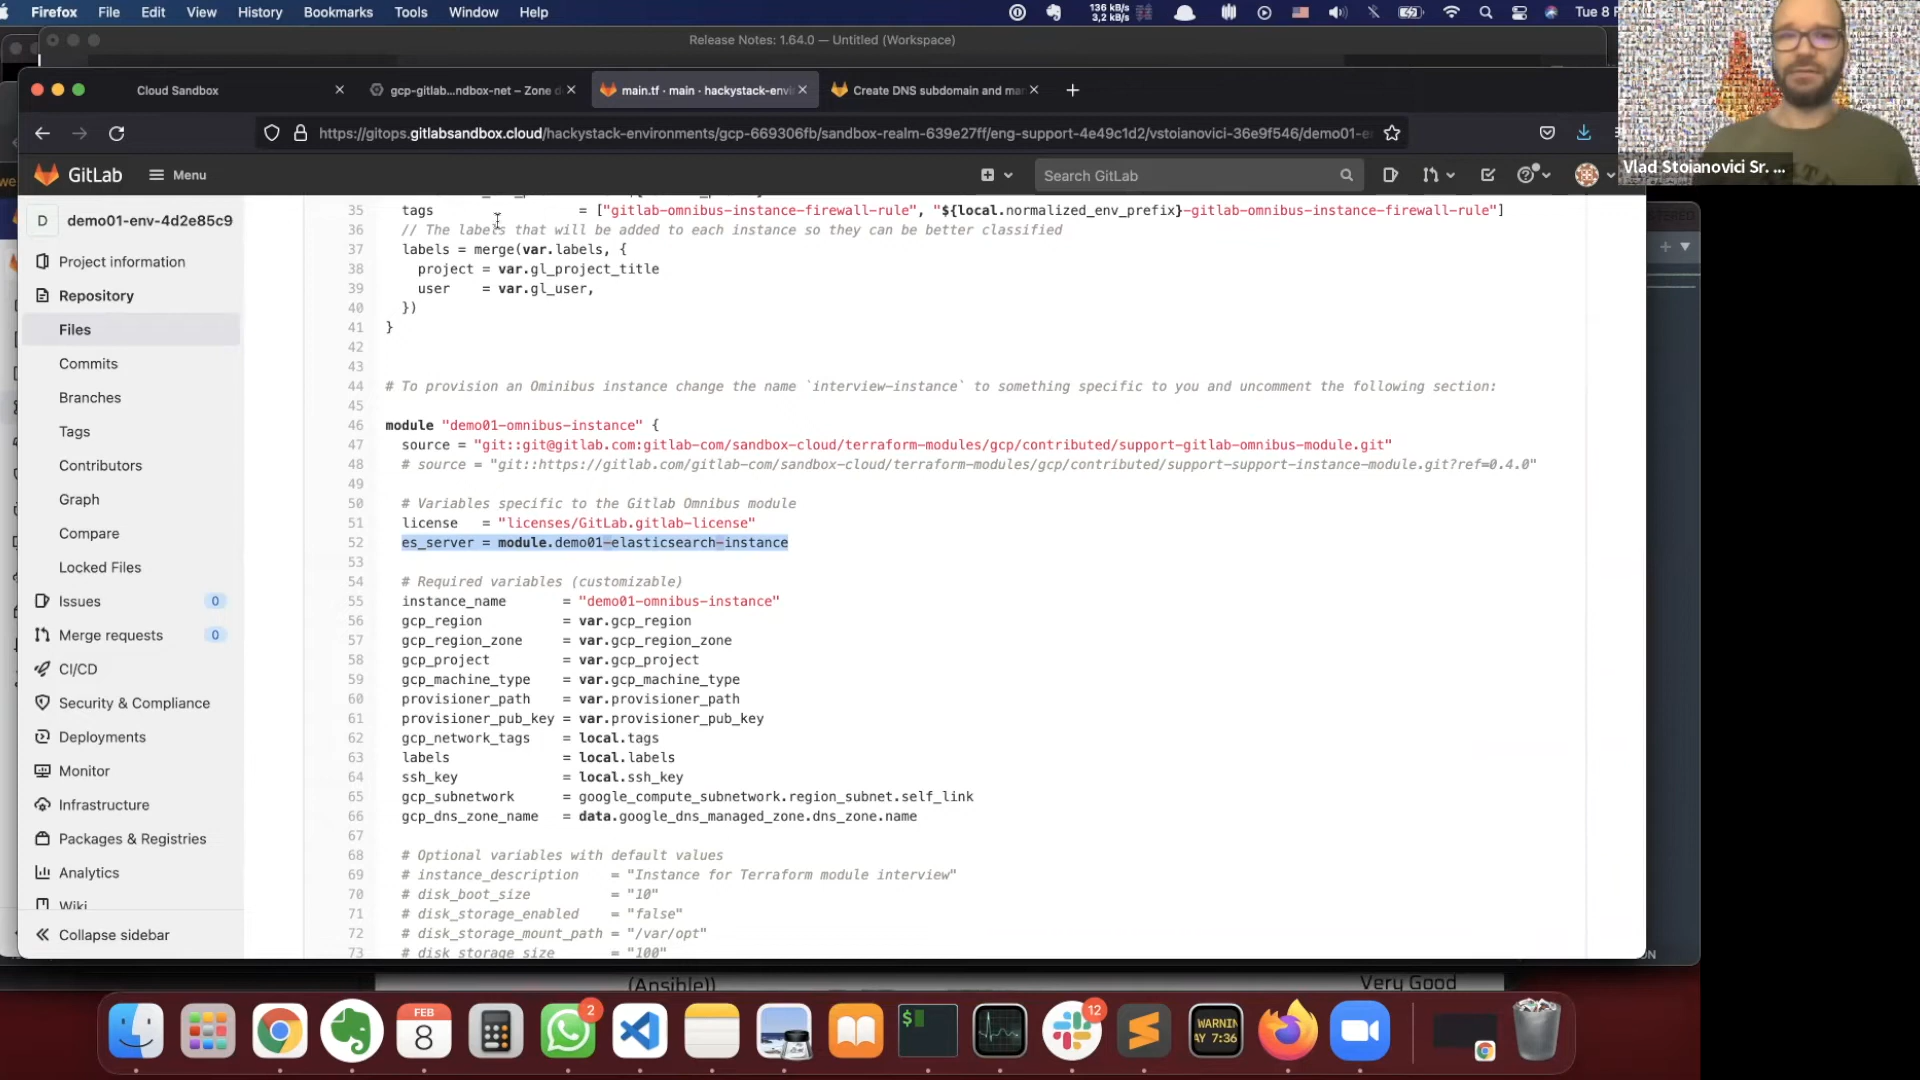 Firefox File Edit View History Bookmarks Tools Window Help
136 kB/s
3,2 kB/s
Tue 8 F
Release Notes: 1.64.0 — Untitled (Workspace)
Cloud Sandbox
gcp-gitlab...ndbox-net – Zone d
main.tf · main · hackystack-envi
Create DNS subdomain and ma
https://gitops.gitlabsandbox.cloud/hackystack-environments/gcp-669306fb/sandbox-realm-639e27ff/eng-support-4e49c1d2/vstoianovici-36e9f546/demo01-e
Vlad Stoianovici Sr. ...
GitLab
Menu
Search GitLab
D
demo01-env-4d2e85c9
Project information
Repository
Files
Commits
Branches
Tags
Contributors
Graph
Compare
Locked Files
Issues 0
Merge requests 0
CI/CD
Security & Compliance
Deployments
Monitor
Infrastructure
Packages & Registries
Analytics
Wiki
Collapse sidebar
35 tags = ["gitlab-omnibus-instance-firewall-rule", "${local.normalized_env_prefix}-gitlab-omnibus-instance-firewall-rule"]
36 // The labels that will be added to each instance so they can be better classified
37 labels = merge(var.labels, {
38 project = var.gl_project_title
39 user = var.gl_user,
40 })
41 }
42
43
44 # To provision an Ominibus instance change the name `interview-instance` to something specific to you and uncomment the following section:
45
46 module "demo01-omnibus-instance" {
47 source = "git::git@gitlab.com:gitlab-com/sandbox-cloud/terraform-modules/gcp/contributed/support-gitlab-omnibus-module.git"
48 # source = "git::https://gitlab.com/gitlab-com/sandbox-cloud/terraform-modules/gcp/contributed/support-support-instance-module.git?ref=0.4.0"
49
50 # Variables specific to the Gitlab Omnibus module
51 license = "licenses/GitLab.gitlab-license"
52 es_server = module.demo01-elasticsearch-instance
53
54 # Required variables (customizable)
55 instance_name = "demo01-omnibus-instance"
56 gcp_region = var.gcp_region
57 gcp_region_zone = var.gcp_region_zone
58 gcp_project = var.gcp_project
59 gcp_machine_type = var.gcp_machine_type
60 provisioner_path = var.provisioner_path
61 provisioner_pub_key = var.provisioner_pub_key
62 gcp_network_tags = local.tags
63 labels = local.labels
64 ssh_key = local.ssh_key
65 gcp_subnetwork = google_compute_subnetwork.region_subnet.self_link
66 gcp_dns_zone_name = data.google_dns_managed_zone.dns_zone.name
67
68 # Optional variables with default values
69 # instance_description = "Instance for Terraform module interview"
70 # disk_boot_size = "10"
71 # disk_storage_enabled = "false"
72 # disk_storage_mount_path = "/var/opt"
73 # disk_storage_size = "100"
(Ansible))
Very Good
FEB
8
2
12
WARNIN
AY 7:36